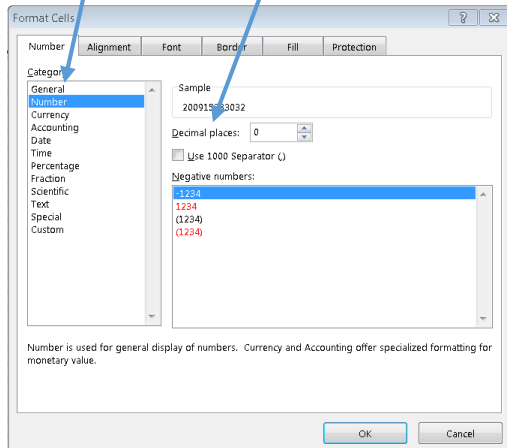 Format Cells
Number Alignment Font Border Fill Protection
Category:
General
Number
Currency
Accounting
Date
Time
Percentage
Fraction
Scientific
Text
Special
Custom
Sample
Decimal places: 0
Use 1000 Separator (,)
Negative numbers:
-1234
1234
(1234)
(1234)
Number is used for general display of numbers. Currency and Accounting offer specialized formatting for
monetary value.
OK Cancel